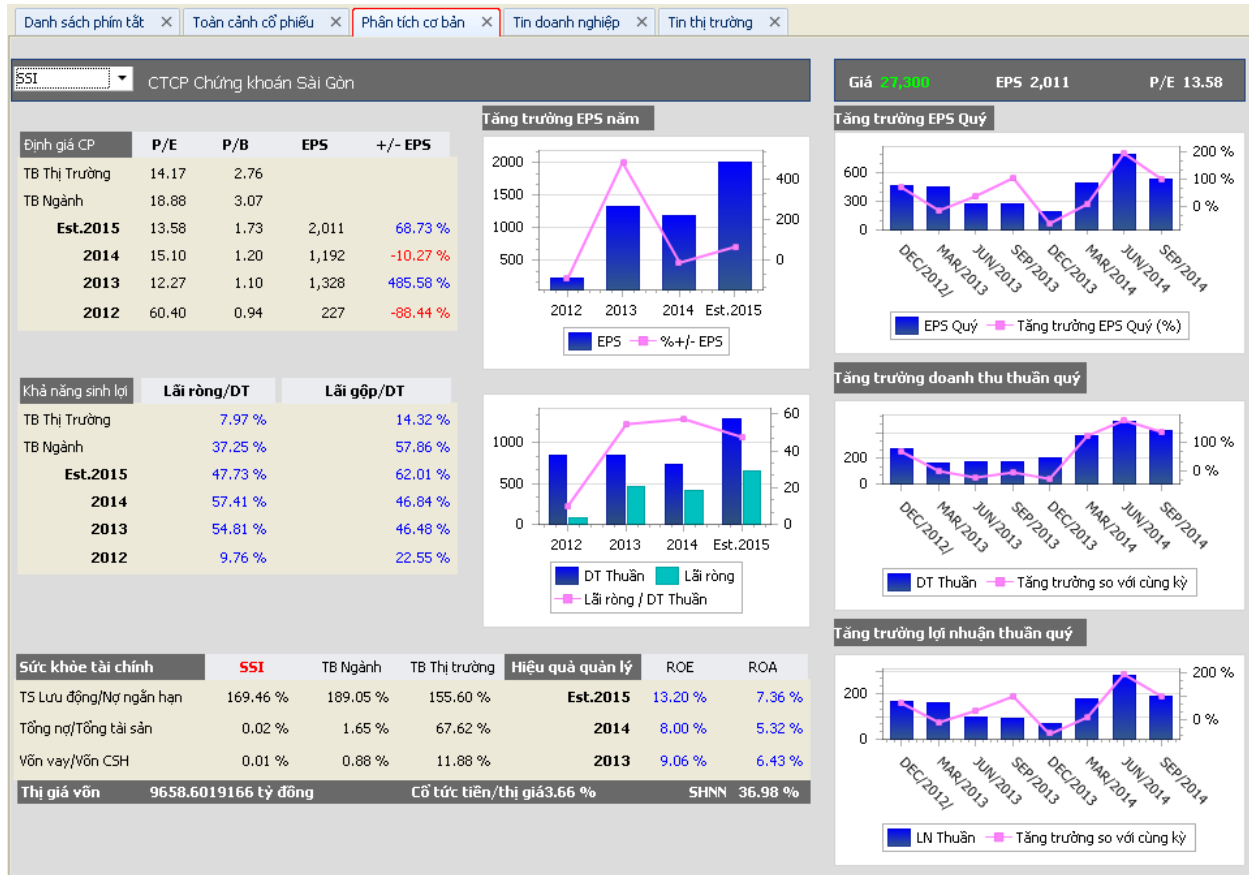 Danh sách phím tắt
Toàn cảnh cổ phiếu
Phân tích cơ bản
Tin doanh nghiệp
Tin thị trường
SSI
CTCP Chứng khoán Sài Gòn
Giá 27,300 EPS 2,011 P/E 13.58
Định giá CP P/E P/B EPS +/- EPS
TB Thị Trường 14.17 2.76
TB Ngành 18.88 3.07
Est.2015 13.58 1.73 2,011 68.73 %
2014 15.10 1.20 1,192 -10.27 %
2013 12.27 1.10 1,328 485.58 %
2012 60.40 0.94 227 -88.44 %
Tăng trưởng EPS năm
2000
1500
1000
500
400
200
0
2012 2013 2014 Est.2015
EPS %+/- EPS
Tăng trưởng EPS Quý
600
300
0
200 %
100 %
0 %
DEC/2012/ MAR/2013 JUN/2013 SEP/2013 DEC/2013 MAR/2014 JUN/2014 SEP/2014
EPS Quý Tăng trưởng EPS Quý (%)
Khả năng sinh lợi Lãi ròng/DT Lãi gộp/DT
TB Thị Trường 7.97 % 14.32 %
TB Ngành 37.25 % 57.86 %
Est.2015 47.73 % 62.01 %
2014 57.41 % 46.84 %
2013 54.81 % 46.48 %
2012 9.76 % 22.55 %
1000
500
0
60
40
20
0
2012 2013 2014 Est.2015
DT Thuần Lãi ròng
Lãi ròng / DT Thuần
Tăng trưởng doanh thu thuần quý
200
0
100 %
0 %
DEC/2012/ MAR/2013 JUN/2013 SEP/2013 DEC/2013 MAR/2014 JUN/2014 SEP/2014
DT Thuần Tăng trưởng so với cùng kỳ
Sức khỏe tài chính SSI TB Ngành TB Thị trường Hiệu quả quản lý ROE ROA
TS Lưu động/Nợ ngắn hạn 169.46 % 189.05 % 155.60 % Est.2015 13.20 % 7.36 %
Tổng nợ/Tổng tài sản 0.02 % 1.65 % 67.62 % 2014 8.00 % 5.32 %
Vốn vay/Vốn CSH 0.01 % 0.88 % 11.88 % 2013 9.06 % 6.43 %
Thị giá vốn 9658.6019166 tỷ đồng Cổ tức tiền/thị giá3.66 % SHNN 36.98 %
Tăng trưởng lợi nhuận thuần quý
200
0
200 %
0 %
DEC/2012/ MAR/2013 JUN/2013 SEP/2013 DEC/2013 MAR/2014 JUN/2014 SEP/2014
LN Thuần Tăng trưởng so với cùng kỳ